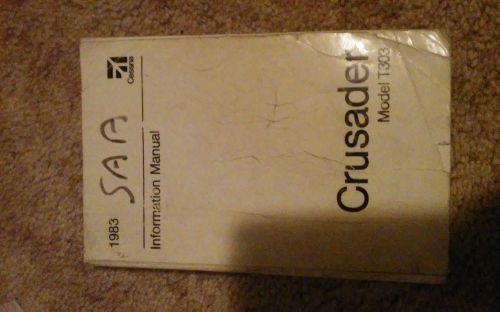 Cessna
1983
SAA
Information Manual
Crusader
Model T303